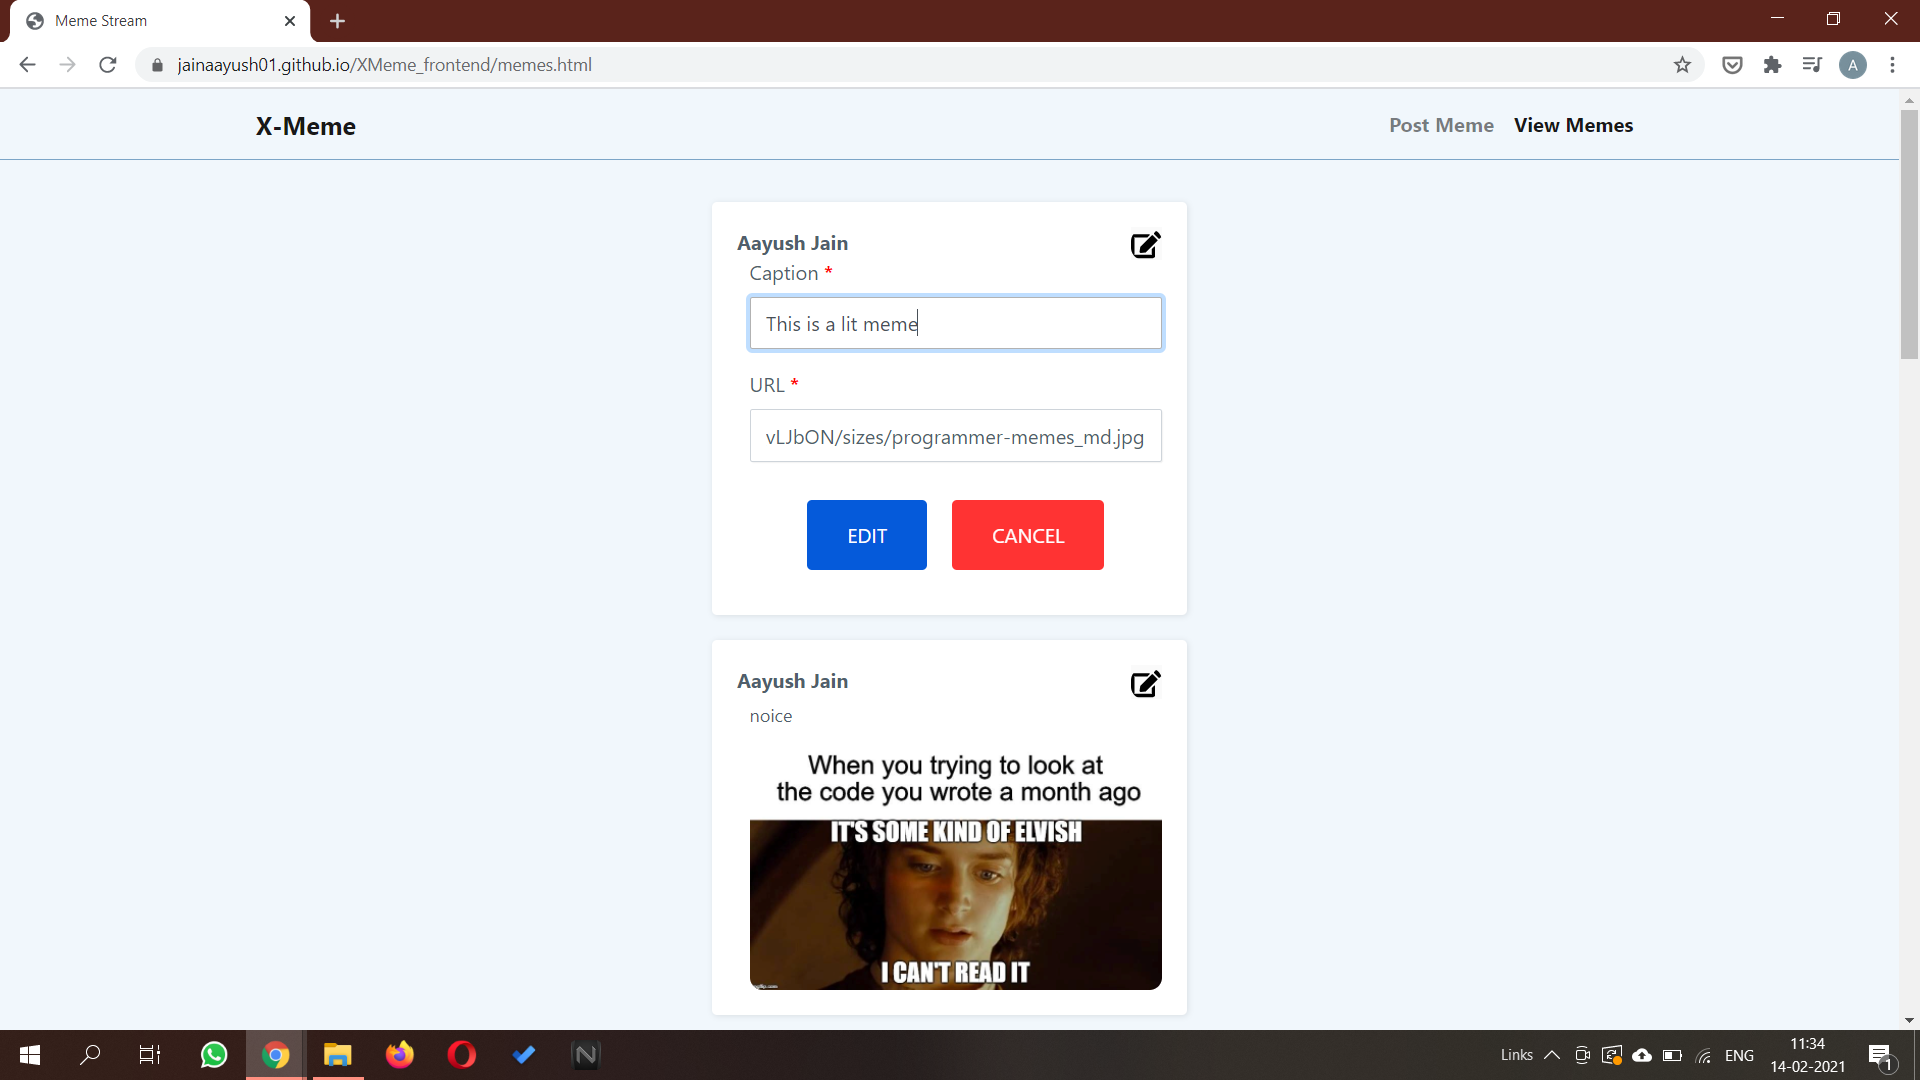 Meme Stream
jainaayush01.github.io/XMeme_frontend/memes.html
A
X-Meme
Post Meme View Memes
Aayush Jain
Caption *
This is a lit meme
URL *
vLJbON/sizes/programmer-memes_md.jpg
EDIT CANCEL
Aayush Jain
noice
When you trying to look at
the code you wrote a month ago
IT'S SOME KIND OF ELVISH
I CAN'T READ IT
Links ENG 11:34
14-02-2021
1